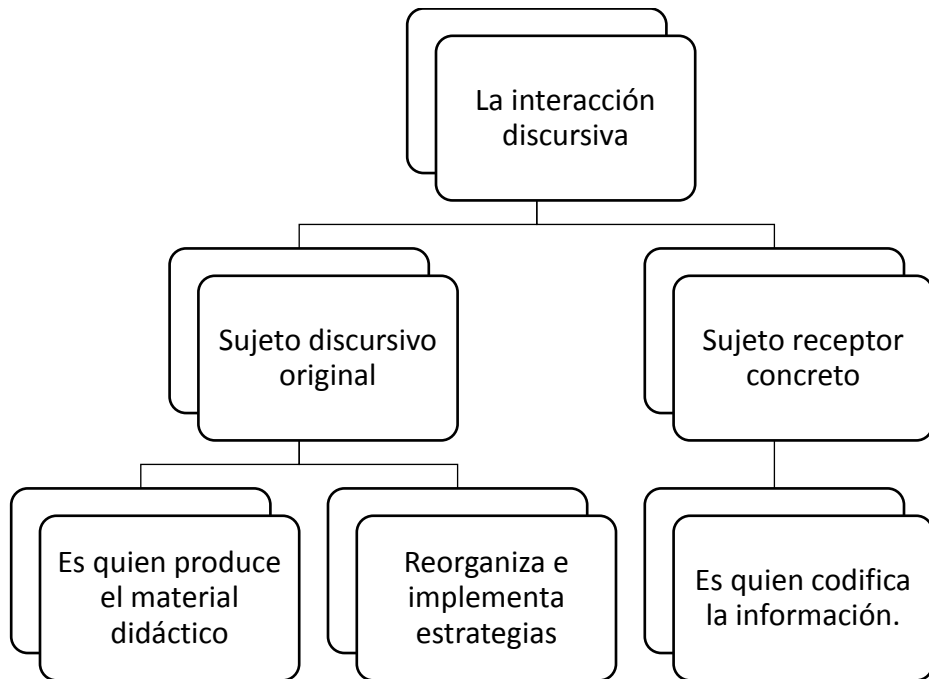 La interacción
discursiva
Sujeto discursivo
original
Sujeto receptor
concreto
Es quien produce
el material
didáctico
Reorganiza e
implementa
estrategias
Es quien codifica
la información.